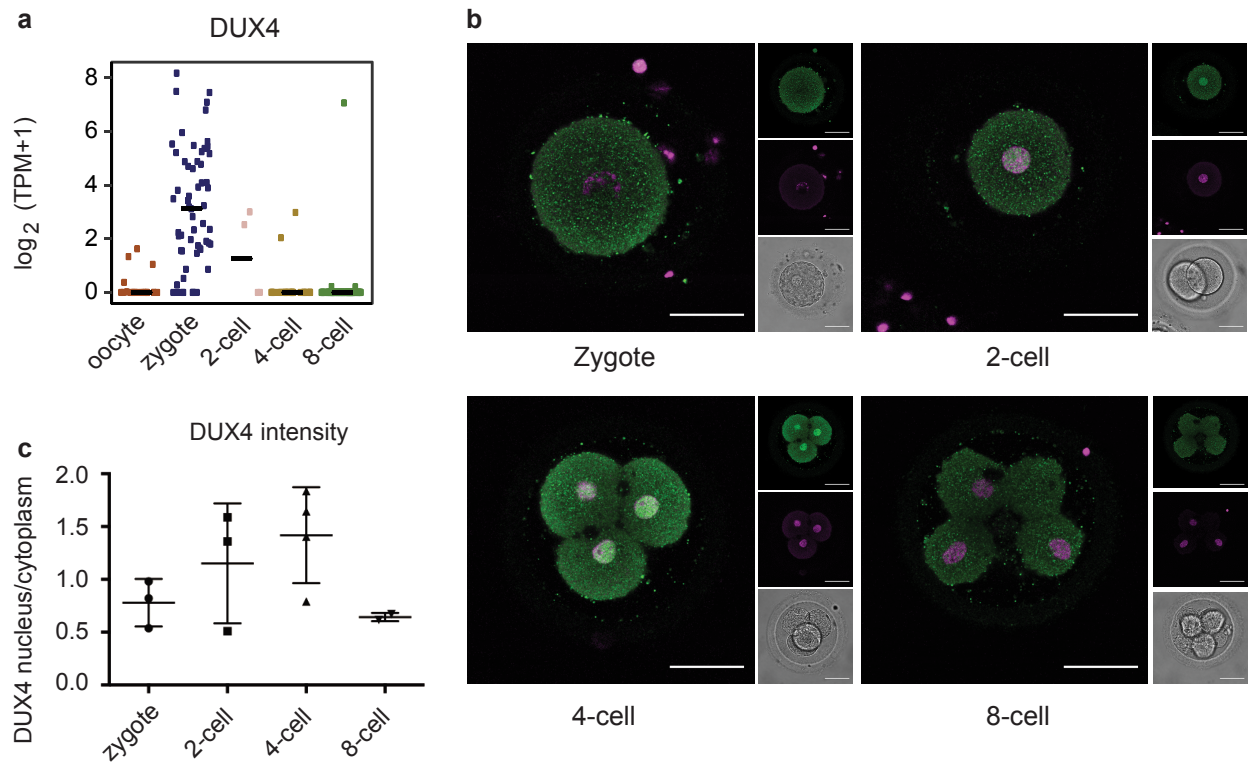 a
DUX4
log2 (TPM+1)
8
6
4
2
0
oocyte
zygote
2-cell
4-cell
8-cell
b
Zygote
2-cell
4-cell
8-cell
c
DUX4 intensity
DUX4 nucleus/cytoplasm
2.0
1.5
1.0
0.5
0.0
zygote
2-cell
4-cell
8-cell